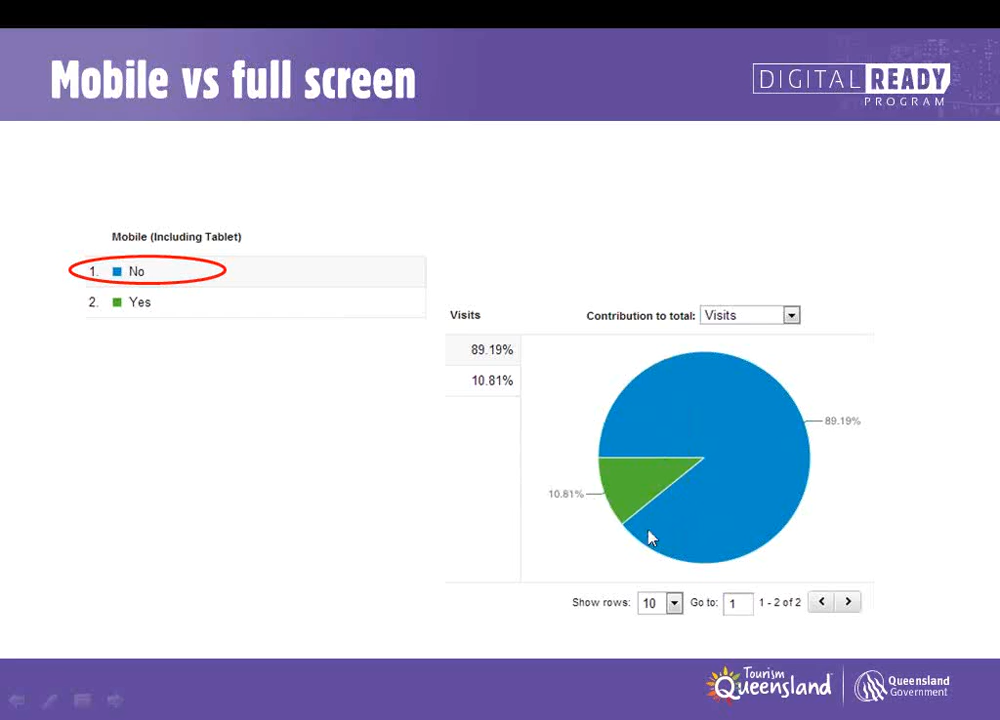 Mobile vs full screen
DIGITAL READY
PROGRAM
Mobile (Including Tablet)
1. No
2. Yes
Visits
Contribution to total: Visits
89.19%
10.81%
89.19%
10.81%
Show rows: 10 Go to: 1 1 - 2 of 2
Tourism
Queensland
Queensland
Government